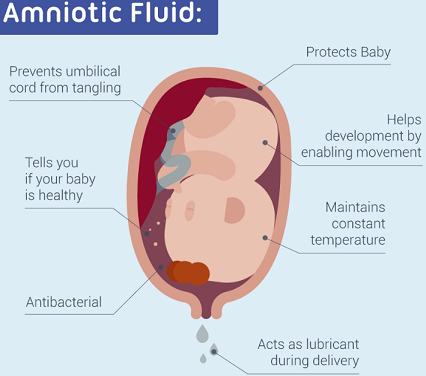 Amniotic Fluid:
Protects Baby
Prevents umbilical
cord from tangling
Helps
development by
enabling movement
Tells you
if your baby
is healthy
Maintains
constant
temperature
Antibacterial
Acts as lubricant
during delivery